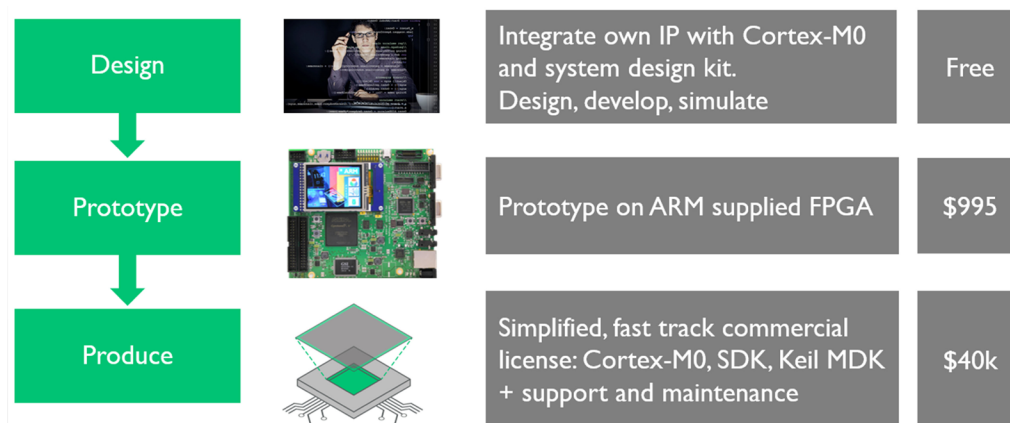 Design
Integrate own IP with Cortex-M0
and system design kit.
Design, develop, simulate
Free
Prototype
ARM
Prototype on ARM supplied FPGA
$995
Produce
Simplified, fast track commercial
license: Cortex-M0, SDK, Keil MDK
+ support and maintenance
$40k